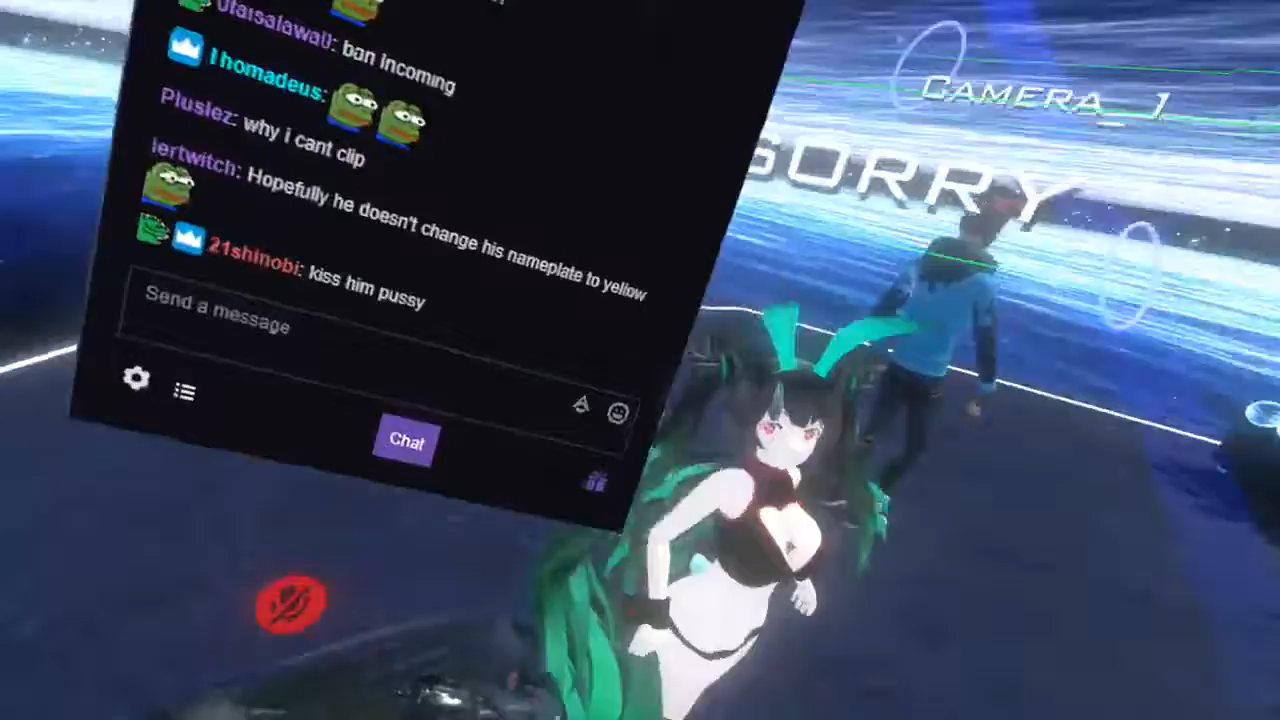 ban incoming
Thomadeus:
Pluslez: why i cant clip
lertwitch: Hopefully he doesn't change his nameplate to yellow
21shinobi: kiss him pussy
Send a message
Chat
CAMERA_1
SORRY